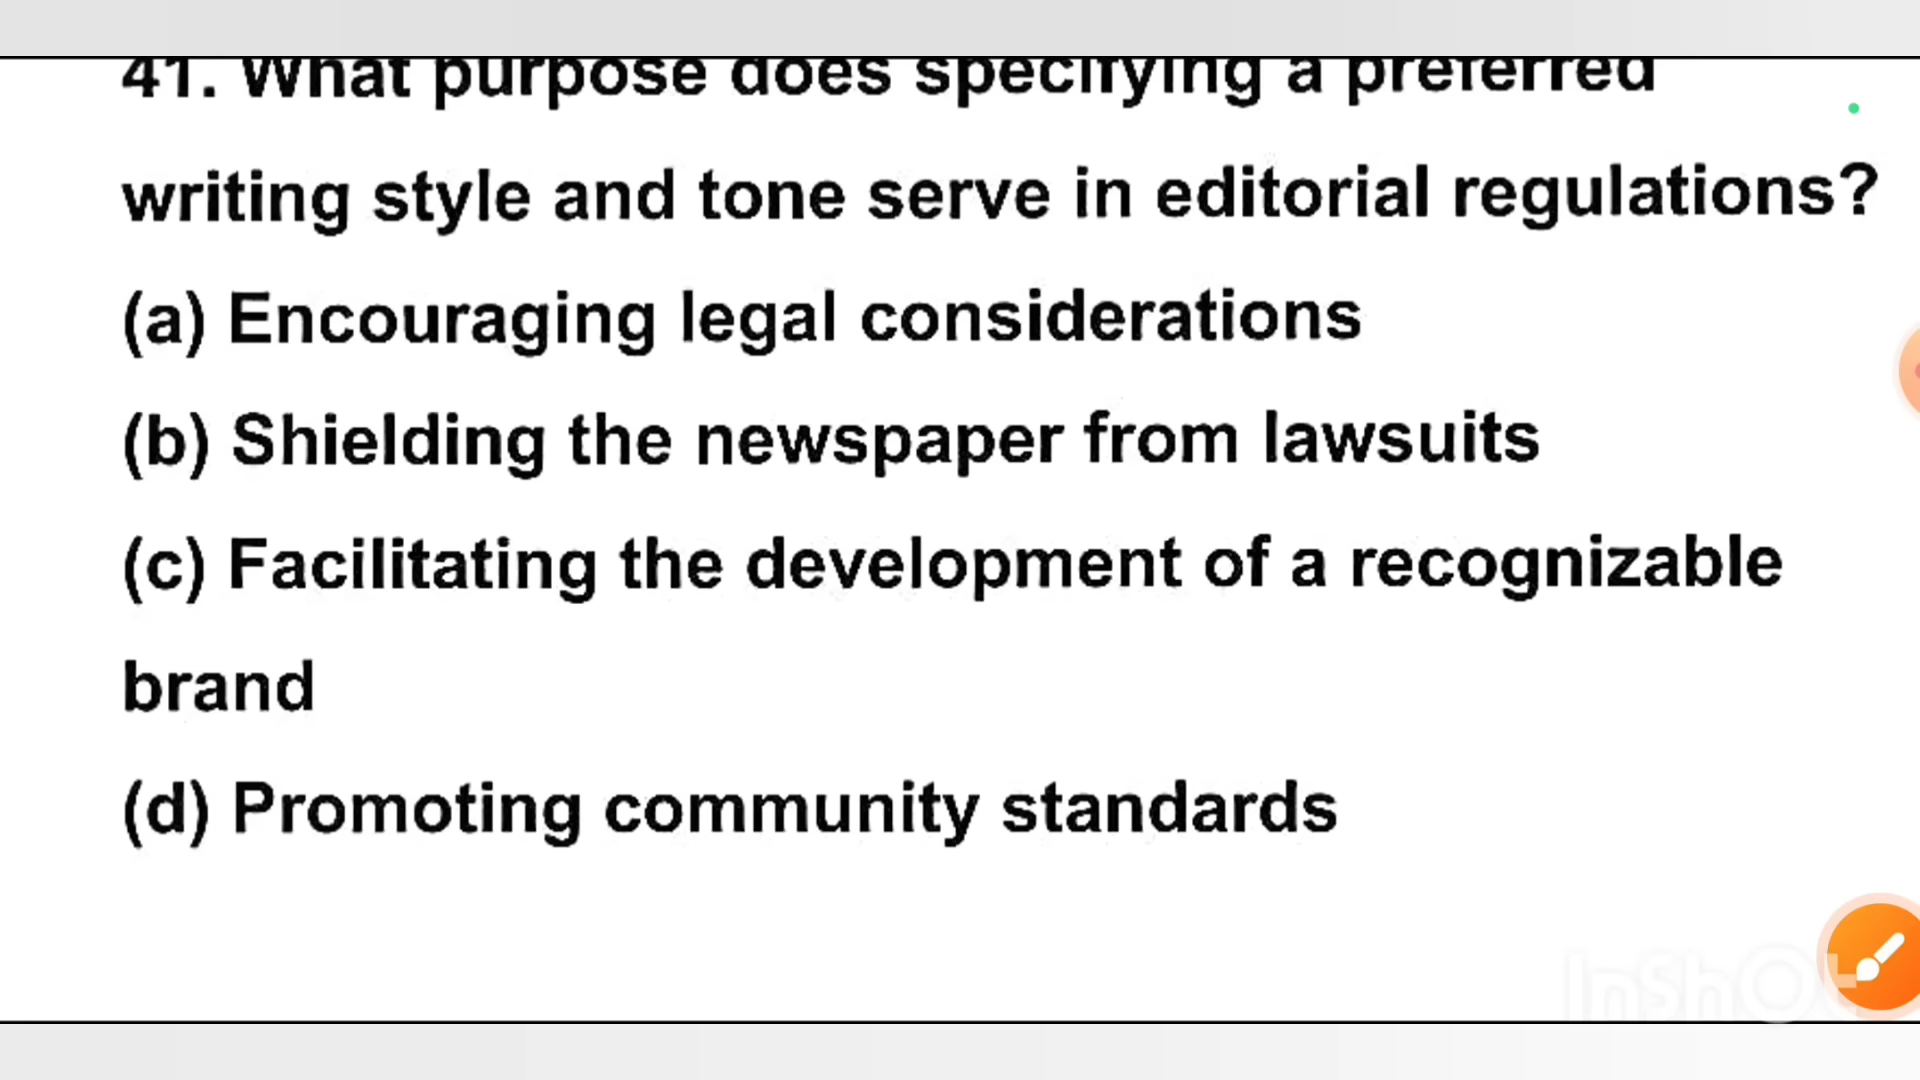 41. What purpose does specifying a preferred
writing style and tone serve in editorial regulations?
(a) Encouraging legal considerations
(b) Shielding the newspaper from lawsuits
(c) Facilitating the development of a recognizable
brand
(d) Promoting community standards
InShOt